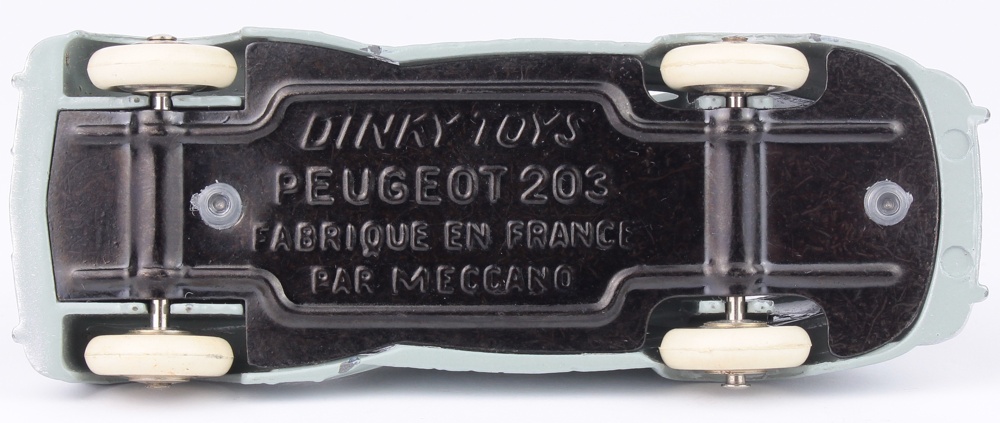 DINKY TOYS
PEUGEOT 203
FABRIQUE EN FRANCE
PAR MECCANO